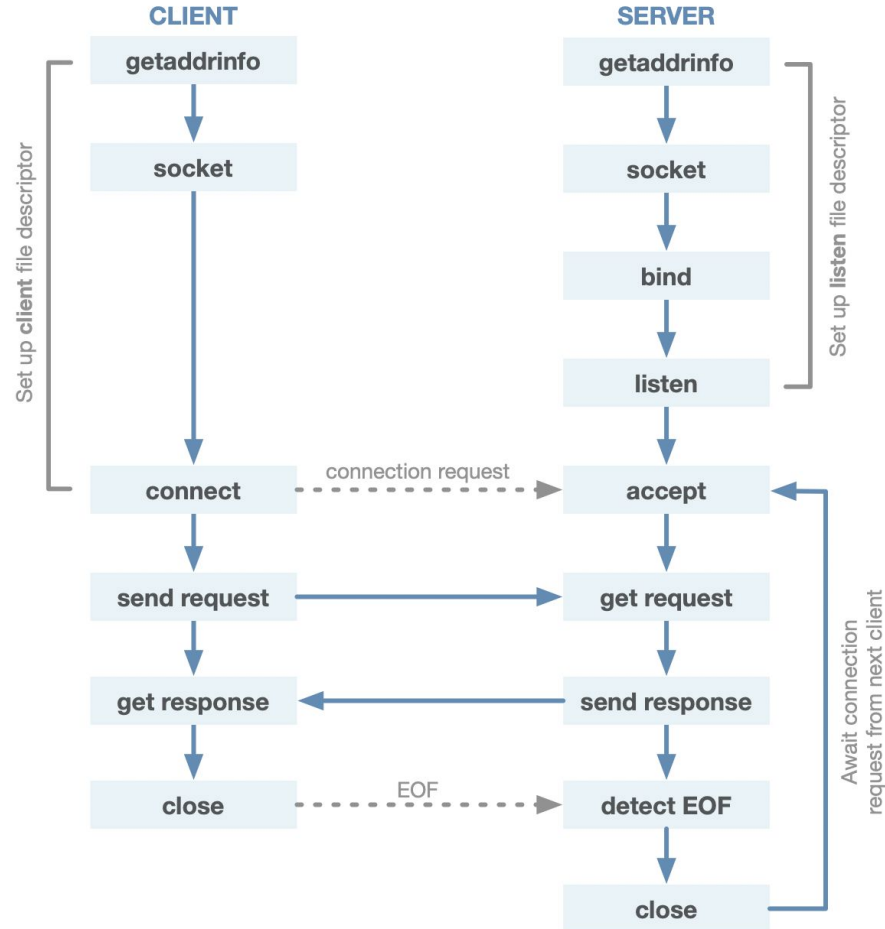 CLIENT
SERVER
getaddrinfo
getaddrinfo
Set up client file descriptor
Set up listen file descriptor
socket
socket
bind
listen
connect
connection request
accept
send request
get request
Await connection
request from next client
get response
send response
close
EOF
detect EOF
close